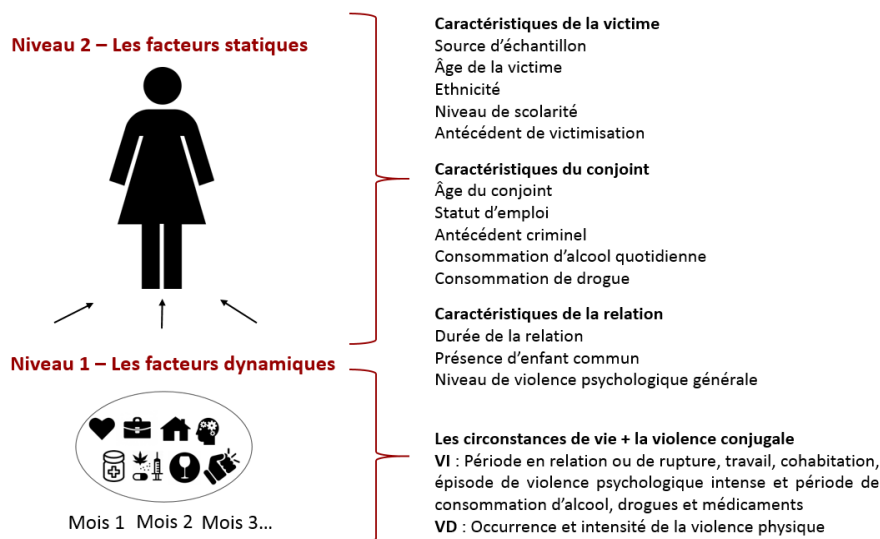 Niveau 2 – Les facteurs statiques
Caractéristiques de la victime
Source d’échantillon
Âge de la victime
Ethnicité
Niveau de scolarité
Antécédent de victimisation
Caractéristiques du conjoint
Âge du conjoint
Statut d’emploi
Antécédent criminel
Consommation d’alcool quotidienne
Consommation de drogue
Caractéristiques de la relation
Durée de la relation
Présence d’enfant commun
Niveau de violence psychologique générale
Niveau 1 – Les facteurs dynamiques
Mois 1 Mois 2 Mois 3...
Les circonstances de vie + la violence conjugale
VI : Période en relation ou de rupture, travail, cohabitation,
épisode de violence psychologique intense et période de
consommation d’alcool, drogues et médicaments
VD : Occurrence et intensité de la violence physique